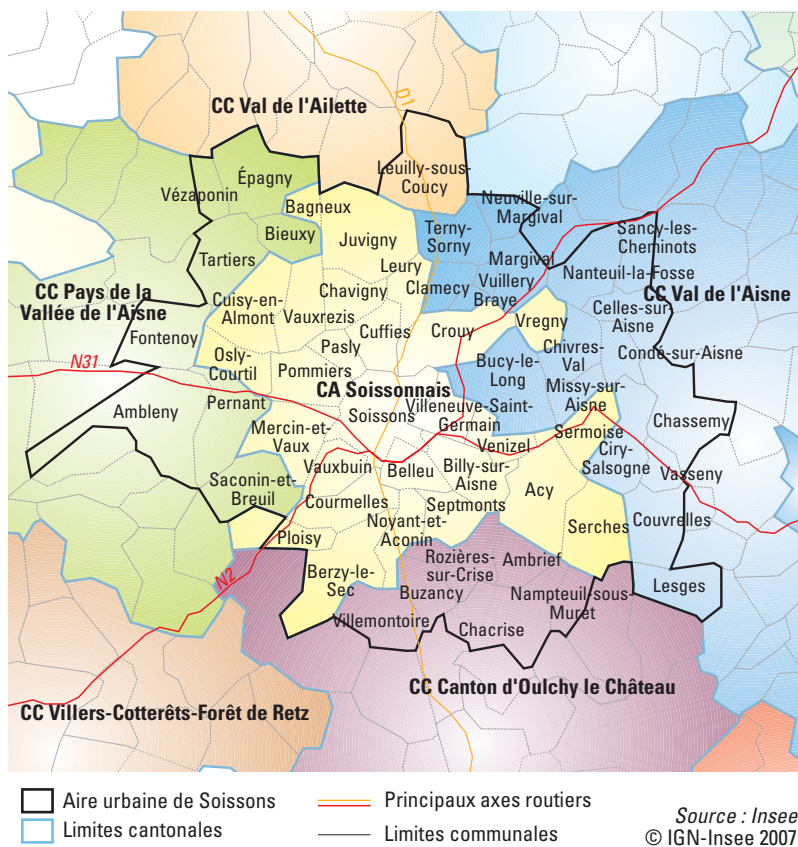 D1
CC Val de l'Ailette
Leuilly-sous-
Coucy
Épagny
Vézaponin
Bagneux
Neuville-sur-
Margival
Bieuxy
Juvigny
Terny-
Sorny
Sancy-les-
Cheminots
Tartiers
Leury
Margival
Nanteuil-la-Fosse
CC Pays de la
Vallée de l'Aisne
Chavigny
Clamecy
Vuillery
Braye
CC Val de l'Aisne
Cuisy-en-
Almont
Vauxrezis
Celles-sur-
Aisne
Fontenoy
Cuffies
Crouy
Vregny
Pasly
Chivres-
Val
Condé-sur-Aisne
Osly-
Courtil
N31
Pommiers
Bucy-le-
Long
CA Soissonnais
Missy-sur-
Aisne
Ambleny
Pernant
Soissons
Villeneuve-Saint-
Germain
Chassemy
Mercin-et-
Vaux
Venizel
Sermoise
Ciry-
Salsogne
Vauxbuin
Belleu
Billy-sur-
Aisne
Vasseny
Saconin-et-
Breuil
Acy
Courmelles
Septmonts
Couvrelles
Noyant-et-
Aconin
Serches
Ploisy
Rozières-
sur-Crise
Ambrief
N2
Berzy-le-
Sec
Buzancy
Nampteuil-sous-
Muret
Lesges
Villemontoire
Chacrise
CC Canton d'Oulchy le Château
CC Villers-Cotterêts-Forêt de Retz
Aire urbaine de Soissons
Principaux axes routiers
Limites cantonales
Limites communales
Source : Insee
© IGN-Insee 2007